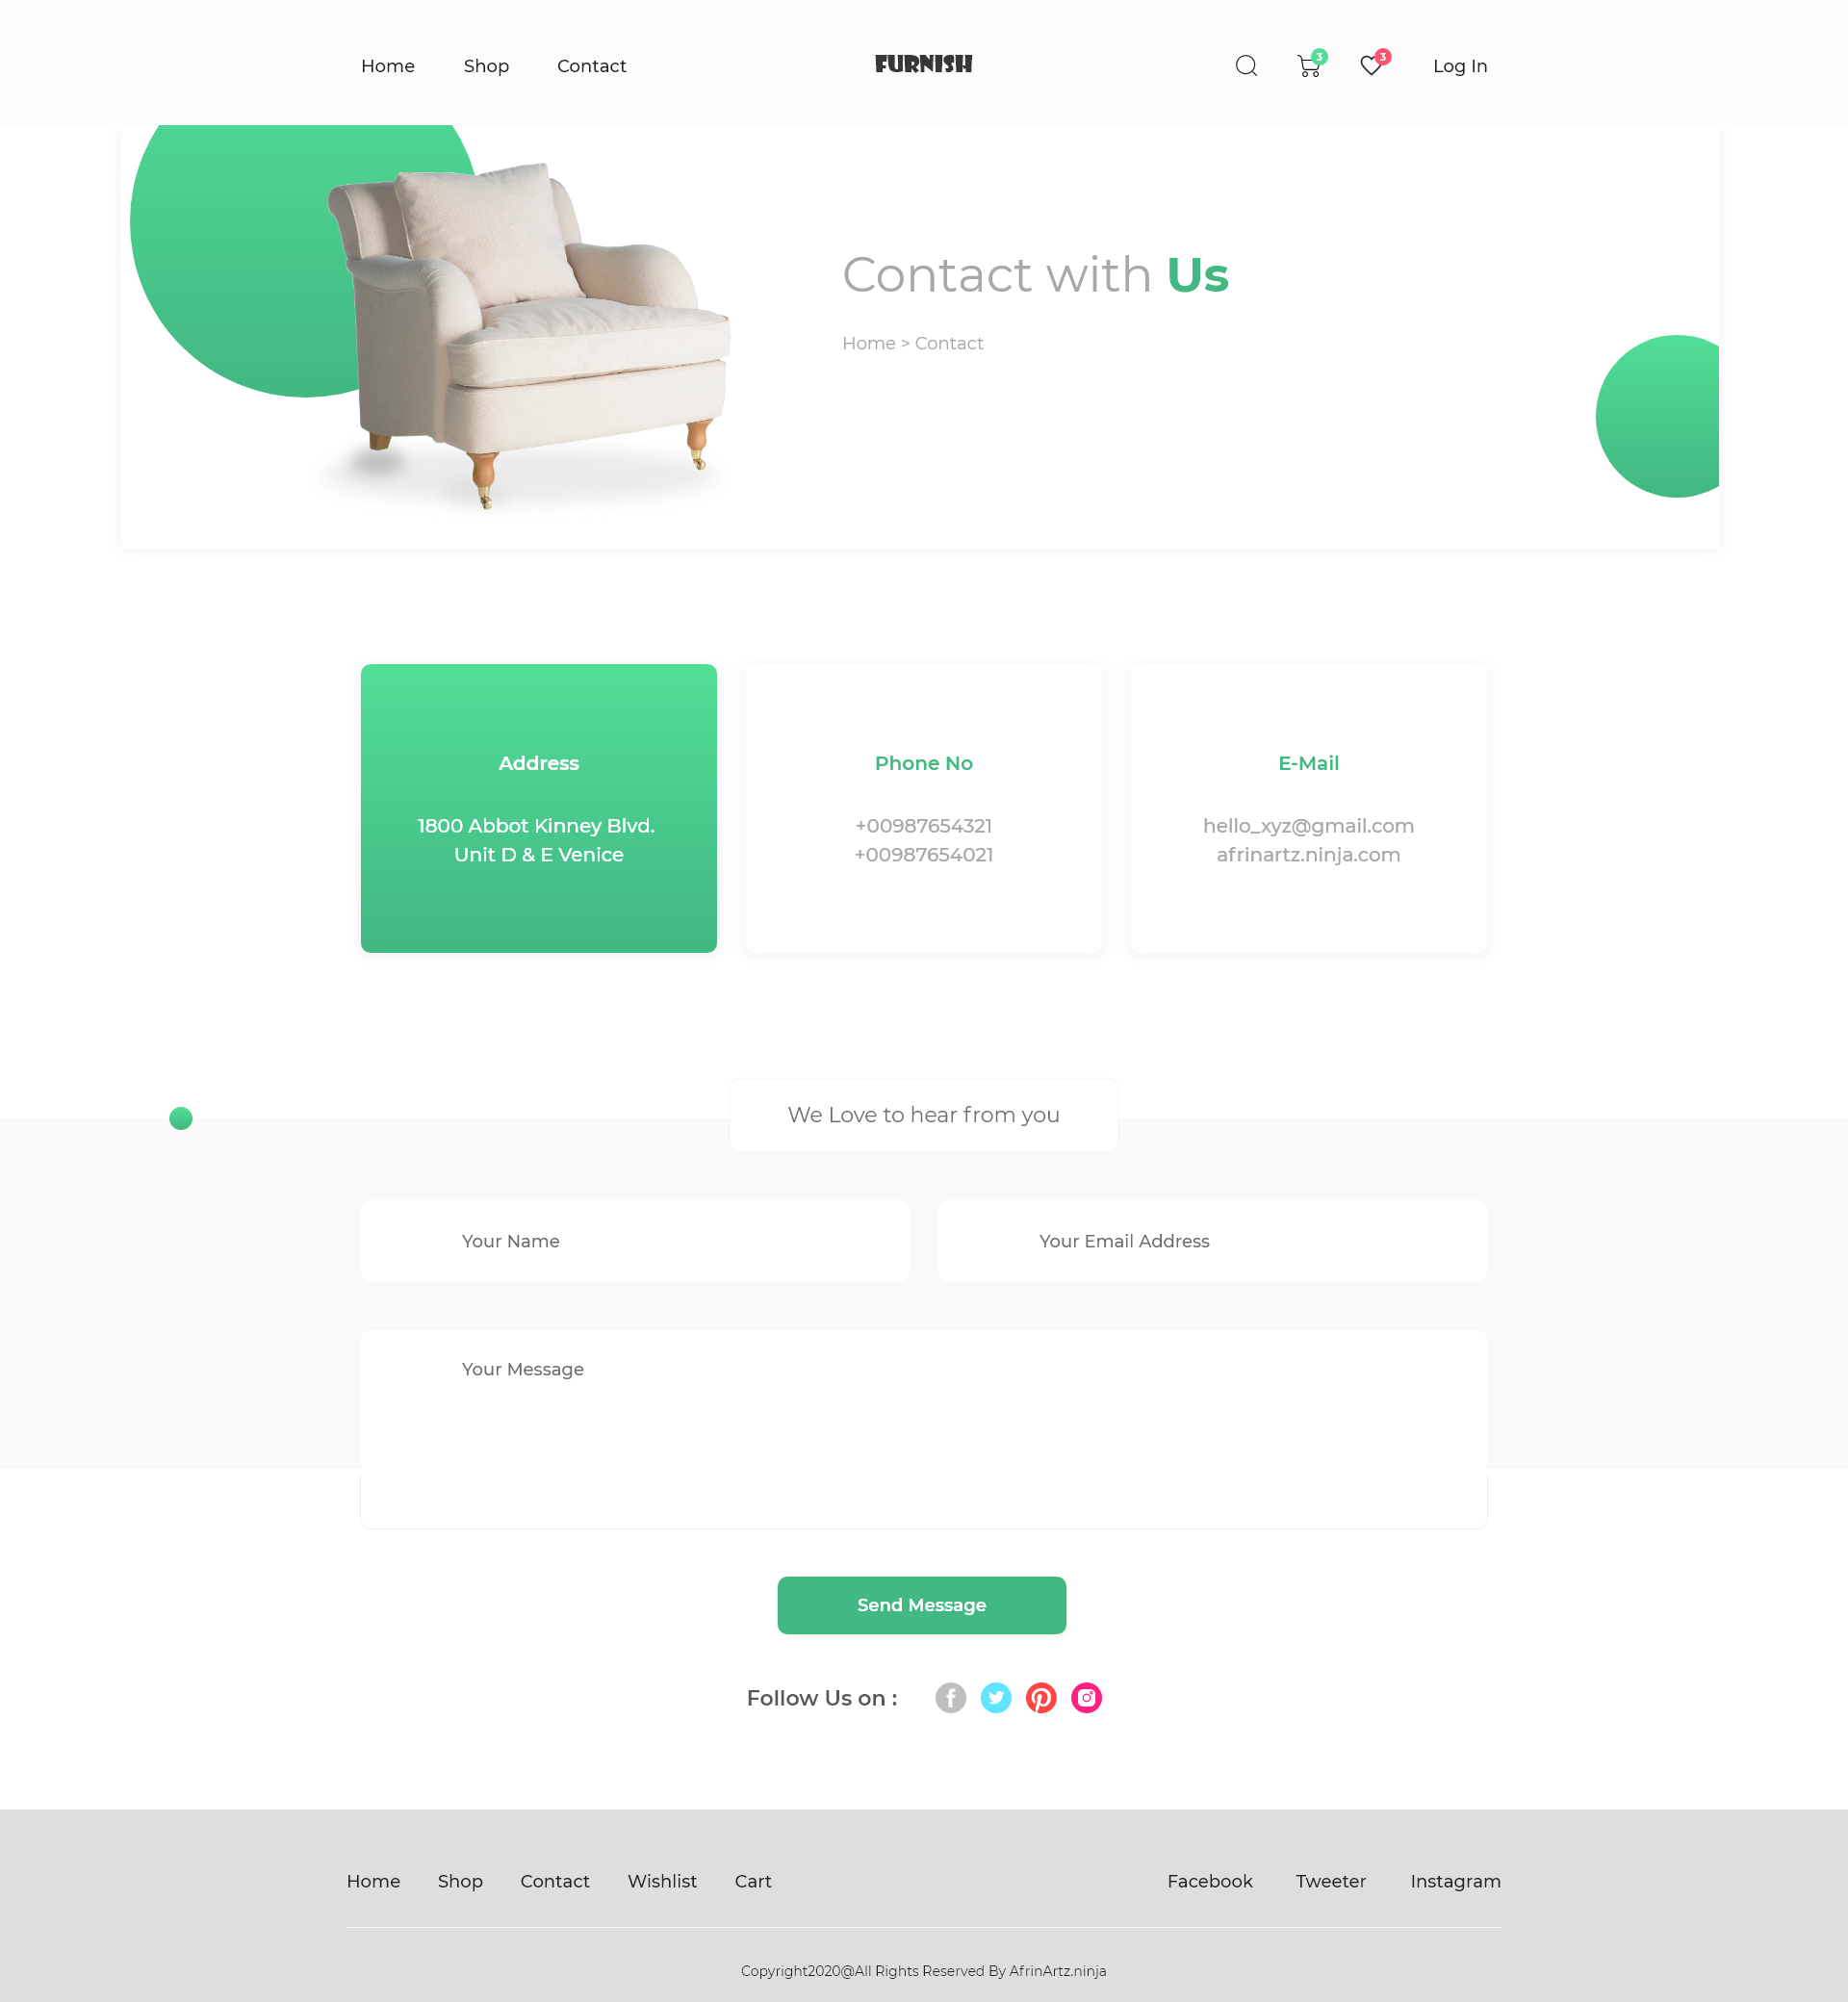 Home Shop Contact FURNISH 3 3 Log In
Contact with Us
Home > Contact
Address
1800 Abbot Kinney Blvd.
Unit D & E Venice
Phone No
+00987654321
+00987654021
E-Mail
hello_xyz@gmail.com
afrinartz.ninja.com
We Love to hear from you
Your Name
Your Email Address
Your Message
Send Message
Follow Us on :
Home Shop Contact Wishlist Cart Facebook Tweeter Instagram
Copyright2020@All Rights Reserved By AfrinArtz.ninja